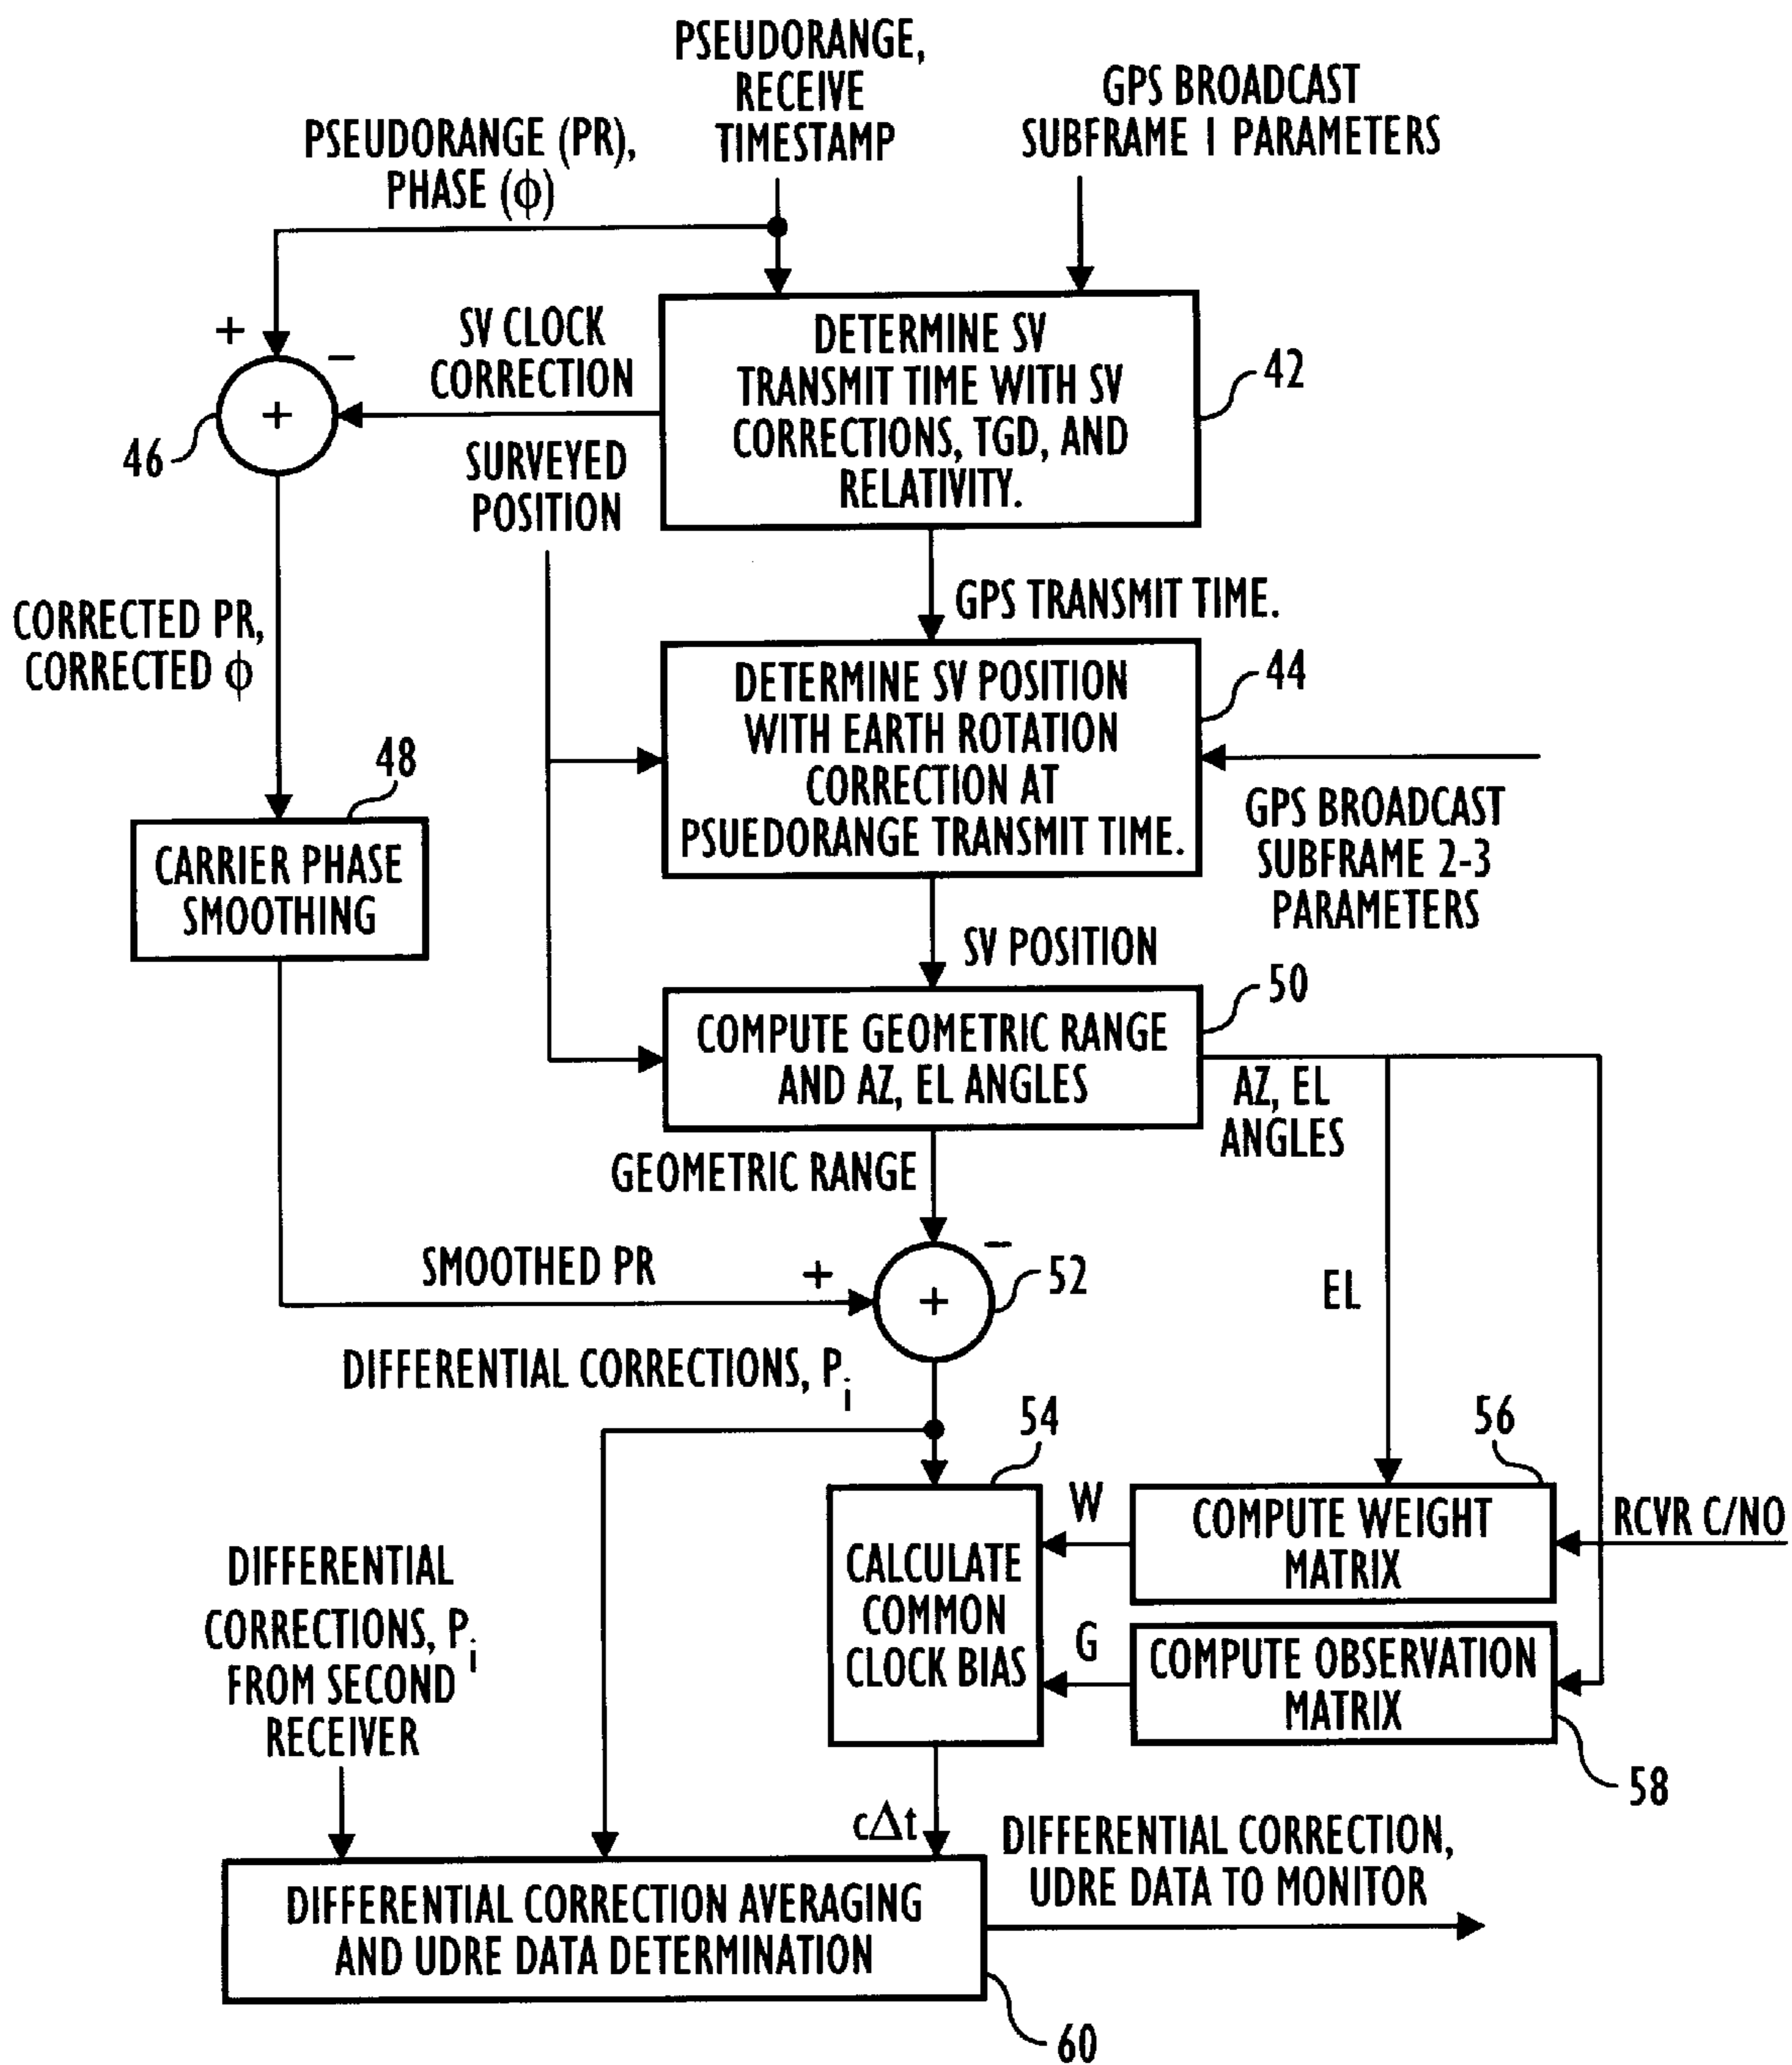 PSEUDORANGE,
RECEIVE
TIMESTAMP
GPS BROADCAST
SUBFRAME 1 PARAMETERS
PSEUDORANGE (PR),
PHASE (ϕ)
+
−
SV CLOCK
CORRECTION
DETERMINE SV
TRANSMIT TIME WITH SV
CORRECTIONS, TGD, AND
RELATIVITY.
42
+
46
SURVEYED
POSITION
GPS TRANSMIT TIME.
CORRECTED PR,
CORRECTED ϕ
DETERMINE SV POSITION
WITH EARTH ROTATION
CORRECTION AT
PSUEDORANGE TRANSMIT TIME.
44
48
CARRIER PHASE
SMOOTHING
GPS BROADCAST
SUBFRAME 2-3
PARAMETERS
SV POSITION
50
COMPUTE GEOMETRIC RANGE
AND AZ, EL ANGLES
AZ, EL
ANGLES
GEOMETRIC RANGE
SMOOTHED PR
+
−
+
52
EL
DIFFERENTIAL CORRECTIONS, Pi
54
56
W
COMPUTE WEIGHT
MATRIX
RCVR C/NO
CALCULATE
COMMON
CLOCK BIAS
G
COMPUTE OBSERVATION
MATRIX
58
DIFFERENTIAL
CORRECTIONS, Pi
FROM SECOND
RECEIVER
cΔt
DIFFERENTIAL CORRECTION,
UDRE DATA TO MONITOR
DIFFERENTIAL CORRECTION AVERAGING
AND UDRE DATA DETERMINATION
60